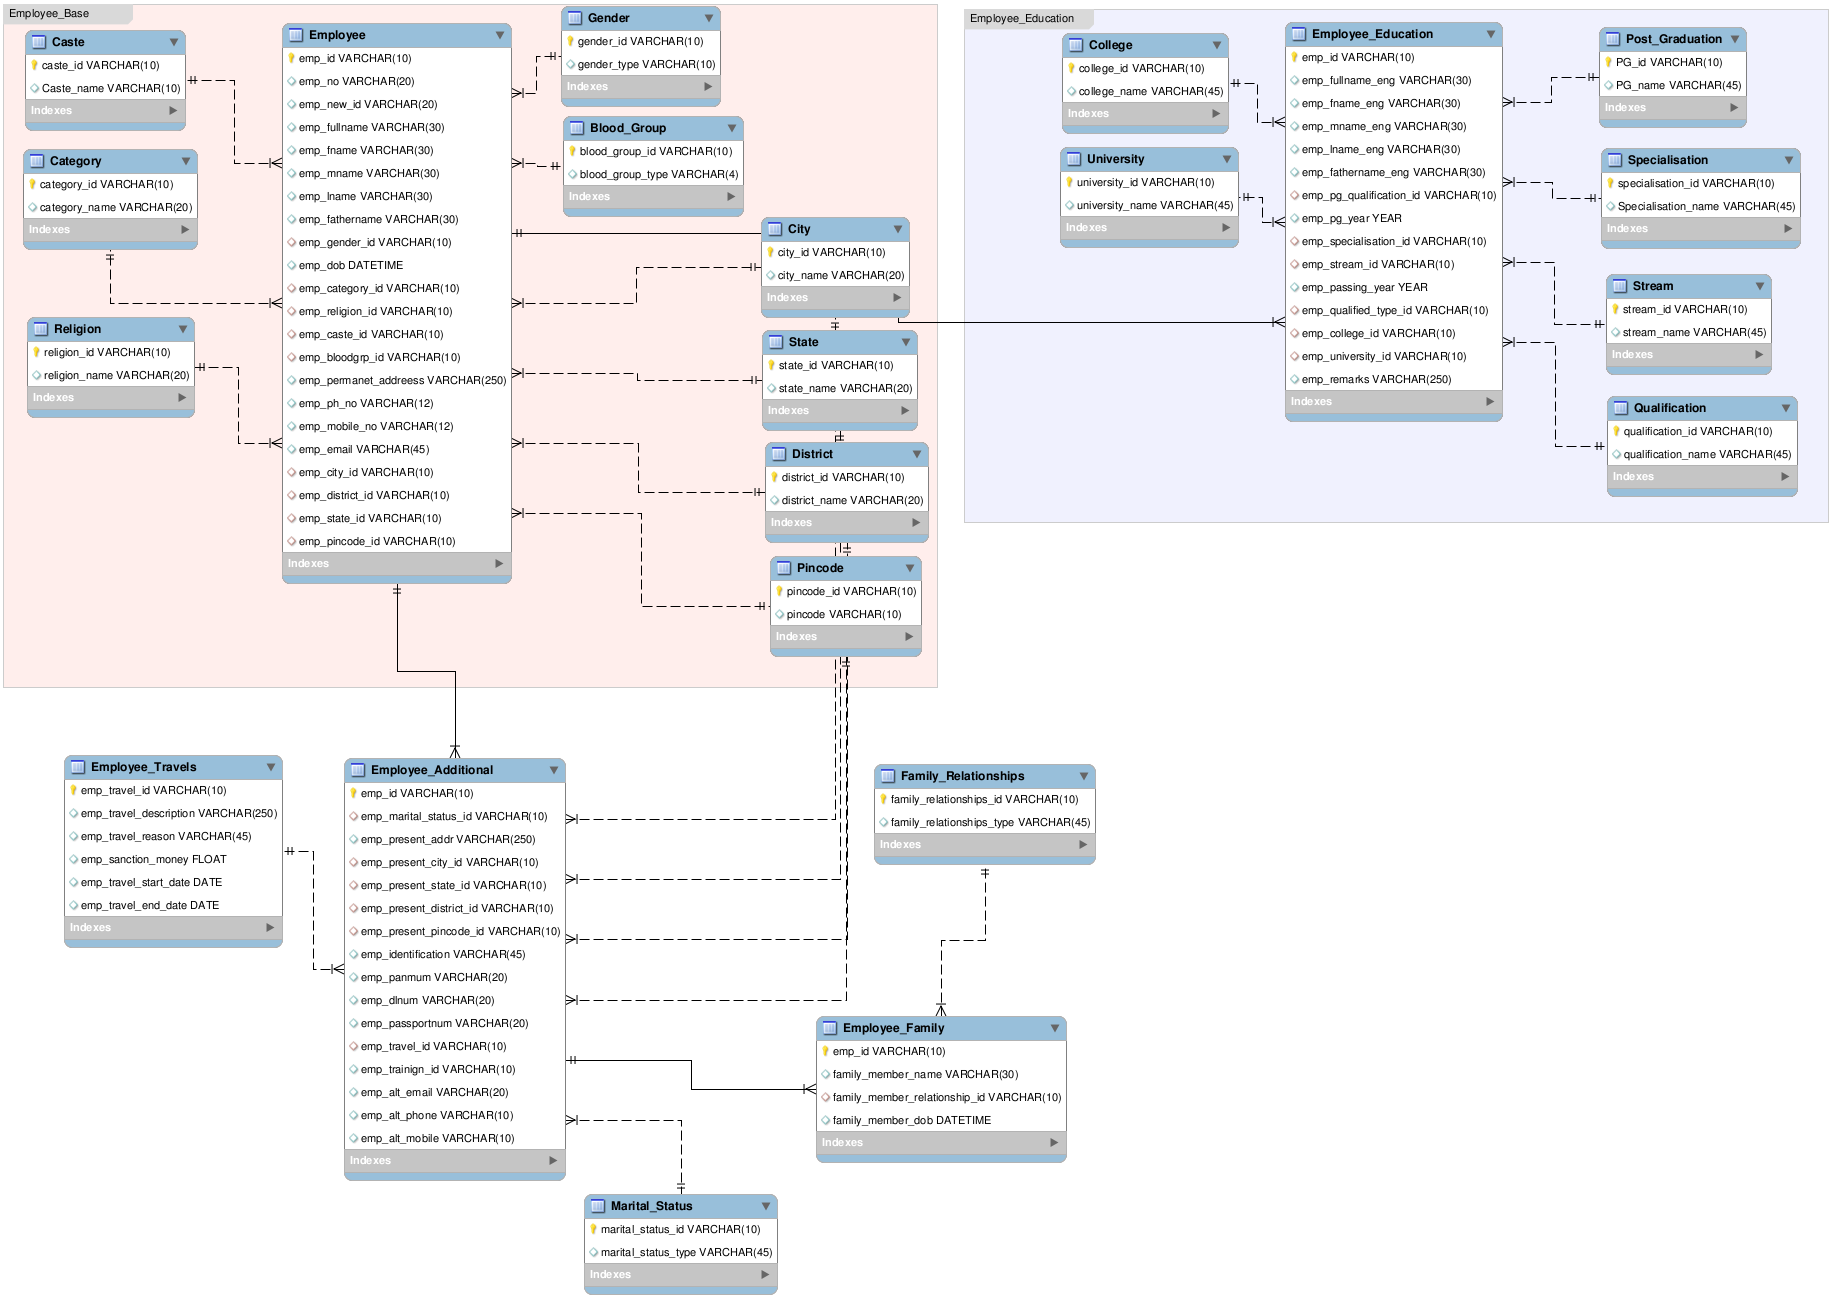 Employee_Base
Caste
caste_id VARCHAR(10)
Caste_name VARCHAR(10)
Indexes
Category
category_id VARCHAR(10)
category_name VARCHAR(20)
Indexes
Religion
religion_id VARCHAR(10)
religion_name VARCHAR(20)
Indexes
Employee
emp_id VARCHAR(10)
emp_no VARCHAR(20)
emp_new_id VARCHAR(20)
emp_fullname VARCHAR(30)
emp_fname VARCHAR(30)
emp_mname VARCHAR(30)
emp_lname VARCHAR(30)
emp_fathername VARCHAR(30)
emp_gender_id VARCHAR(10)
emp_dob DATETIME
emp_category_id VARCHAR(10)
emp_religion_id VARCHAR(10)
emp_caste_id VARCHAR(10)
emp_bloodgrp_id VARCHAR(10)
emp_permanet_addreess VARCHAR(250)
emp_ph_no VARCHAR(12)
emp_mobile_no VARCHAR(12)
emp_email VARCHAR(45)
emp_city_id VARCHAR(10)
emp_district_id VARCHAR(10)
emp_state_id VARCHAR(10)
emp_pincode_id VARCHAR(10)
Indexes
Gender
gender_id VARCHAR(10)
gender_type VARCHAR(10)
Indexes
Blood_Group
blood_group_id VARCHAR(10)
blood_group_type VARCHAR(4)
Indexes
City
city_id VARCHAR(10)
city_name VARCHAR(20)
Indexes
State
state_id VARCHAR(10)
state_name VARCHAR(20)
Indexes
District
district_id VARCHAR(10)
district_name VARCHAR(20)
Indexes
Pincode
pincode_id VARCHAR(10)
pincode VARCHAR(10)
Indexes
Employee_Education
College
college_id VARCHAR(10)
college_name VARCHAR(45)
Indexes
University
university_id VARCHAR(10)
university_name VARCHAR(45)
Indexes
Employee_Education
emp_id VARCHAR(10)
emp_fullname_eng VARCHAR(30)
emp_fname_eng VARCHAR(30)
emp_mname_eng VARCHAR(30)
emp_lname_eng VARCHAR(30)
emp_fathername_eng VARCHAR(30)
emp_pg_qualification_id VARCHAR(10)
emp_pg_year YEAR
emp_specialisation_id VARCHAR(10)
emp_stream_id VARCHAR(10)
emp_passing_year YEAR
emp_qualified_type_id VARCHAR(10)
emp_college_id VARCHAR(10)
emp_university_id VARCHAR(10)
emp_remarks VARCHAR(250)
Indexes
Post_Graduation
PG_id VARCHAR(10)
PG_name VARCHAR(45)
Indexes
Specialisation
specialisation_id VARCHAR(10)
Specialisation_name VARCHAR(45)
Indexes
Stream
stream_id VARCHAR(10)
stream_name VARCHAR(45)
Indexes
Qualification
qualification_id VARCHAR(10)
qualification_name VARCHAR(45)
Indexes
Employee_Travels
emp_travel_id VARCHAR(10)
emp_travel_description VARCHAR(250)
emp_travel_reason VARCHAR(45)
emp_sanction_money FLOAT
emp_travel_start_date DATE
emp_travel_end_date DATE
Indexes
Employee_Additional
emp_id VARCHAR(10)
emp_marital_status_id VARCHAR(10)
emp_present_addr VARCHAR(250)
emp_present_city_id VARCHAR(10)
emp_present_state_id VARCHAR(10)
emp_present_district_id VARCHAR(10)
emp_present_pincode_id VARCHAR(10)
emp_identification VARCHAR(45)
emp_panmum VARCHAR(20)
emp_dlnum VARCHAR(20)
emp_passportnum VARCHAR(20)
emp_travel_id VARCHAR(10)
emp_trainign_id VARCHAR(10)
emp_alt_email VARCHAR(20)
emp_alt_phone VARCHAR(10)
emp_alt_mobile VARCHAR(10)
Indexes
Family_Relationships
family_relationships_id VARCHAR(10)
family_relationships_type VARCHAR(45)
Indexes
Employee_Family
emp_id VARCHAR(10)
family_member_name VARCHAR(30)
family_member_relationship_id VARCHAR(10)
family_member_dob DATETIME
Indexes
Marital_Status
marital_status_id VARCHAR(10)
marital_status_type VARCHAR(45)
Indexes